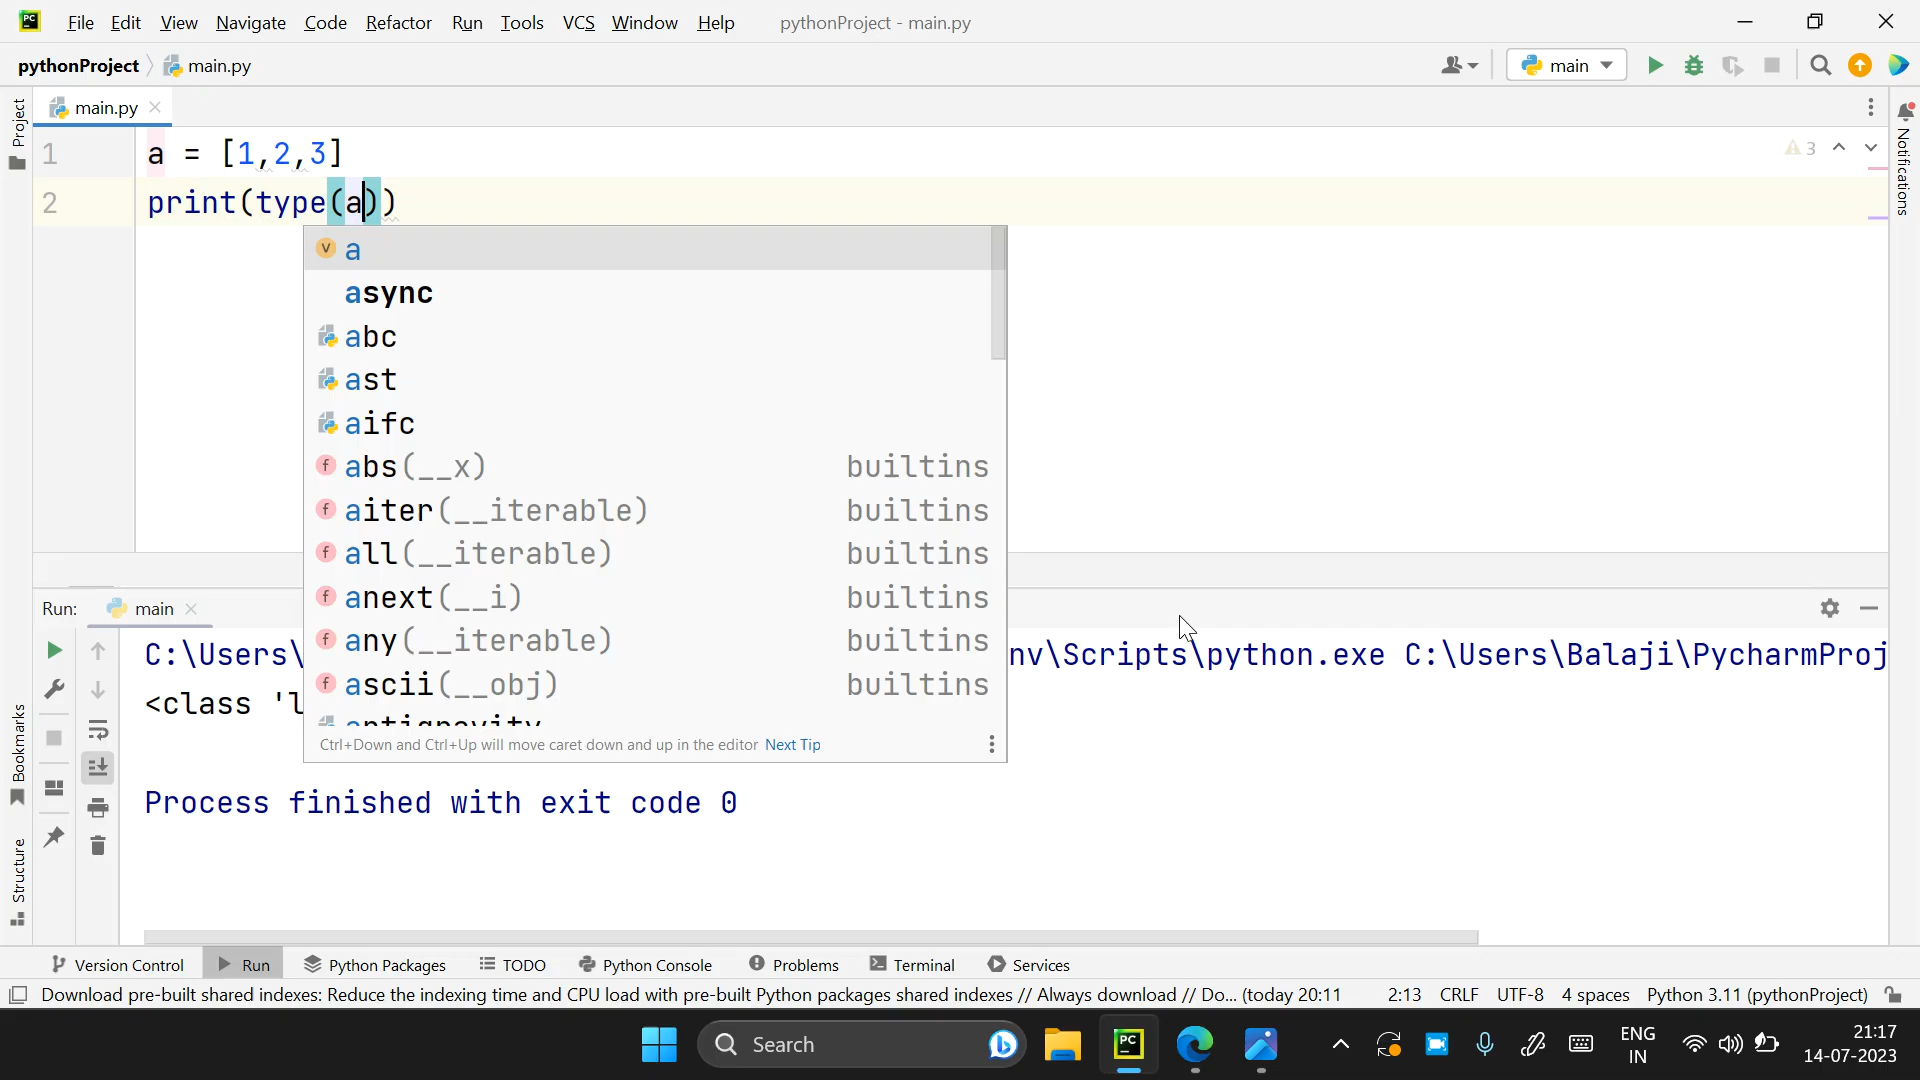 PC File Edit View Navigate Code Refactor Run Tools VCS Window Help pythonProject - main.py
pythonProject main.py main
Project
main.py
1 a = [1,2,3]
3
2 print(type(a))
Notifications
v a
async
abc
ast
aifc
f abs(__x) builtins
f aiter(__iterable) builtins
f all(__iterable) builtins
f anext(__i) builtins
f any(__iterable) builtins
f ascii(__obj) builtins
antigravity
Ctrl+Down and Ctrl+Up will move caret down and up in the editor Next Tip
Run: main
C:\Users\ nv\Scripts\python.exe C:\Users\Balaji\PycharmProj
<class 'l
Process finished with exit code 0
Bookmarks
Structure
Version Control Run Python Packages TODO Python Console Problems Terminal Services
Download pre-built shared indexes: Reduce the indexing time and CPU load with pre-built Python packages shared indexes // Always download // Do... (today 20:11 2:13 CRLF UTF-8 4 spaces Python 3.11 (pythonProject)
Search PC ENG IN 21:17
14-07-2023